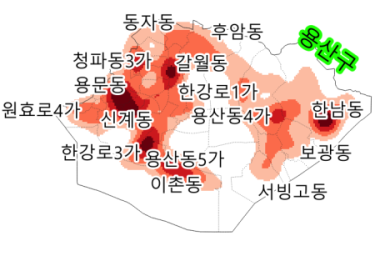 동자동
후암동
용산구
청파동3가
갈월동
용문동
한강로1가
원효로4가
신계동
용산동4가
한남동
한강로3가
용산동5가
보광동
이촌동
서빙고동